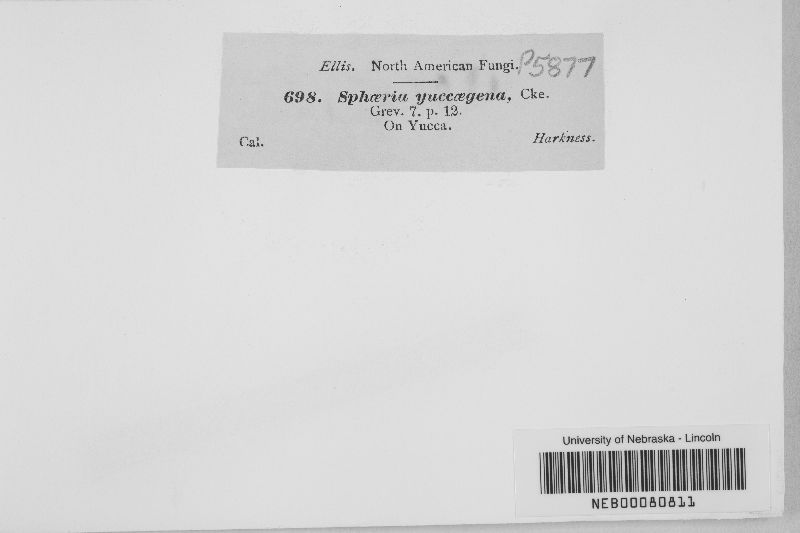 Ellis. North American Fungi. P5877
698. Sphæria yuccægena, Cke.
Grev. 7. p. 12.
On Yucca.
Cal. Harkness.
University of Nebraska - Lincoln
NEB00080811